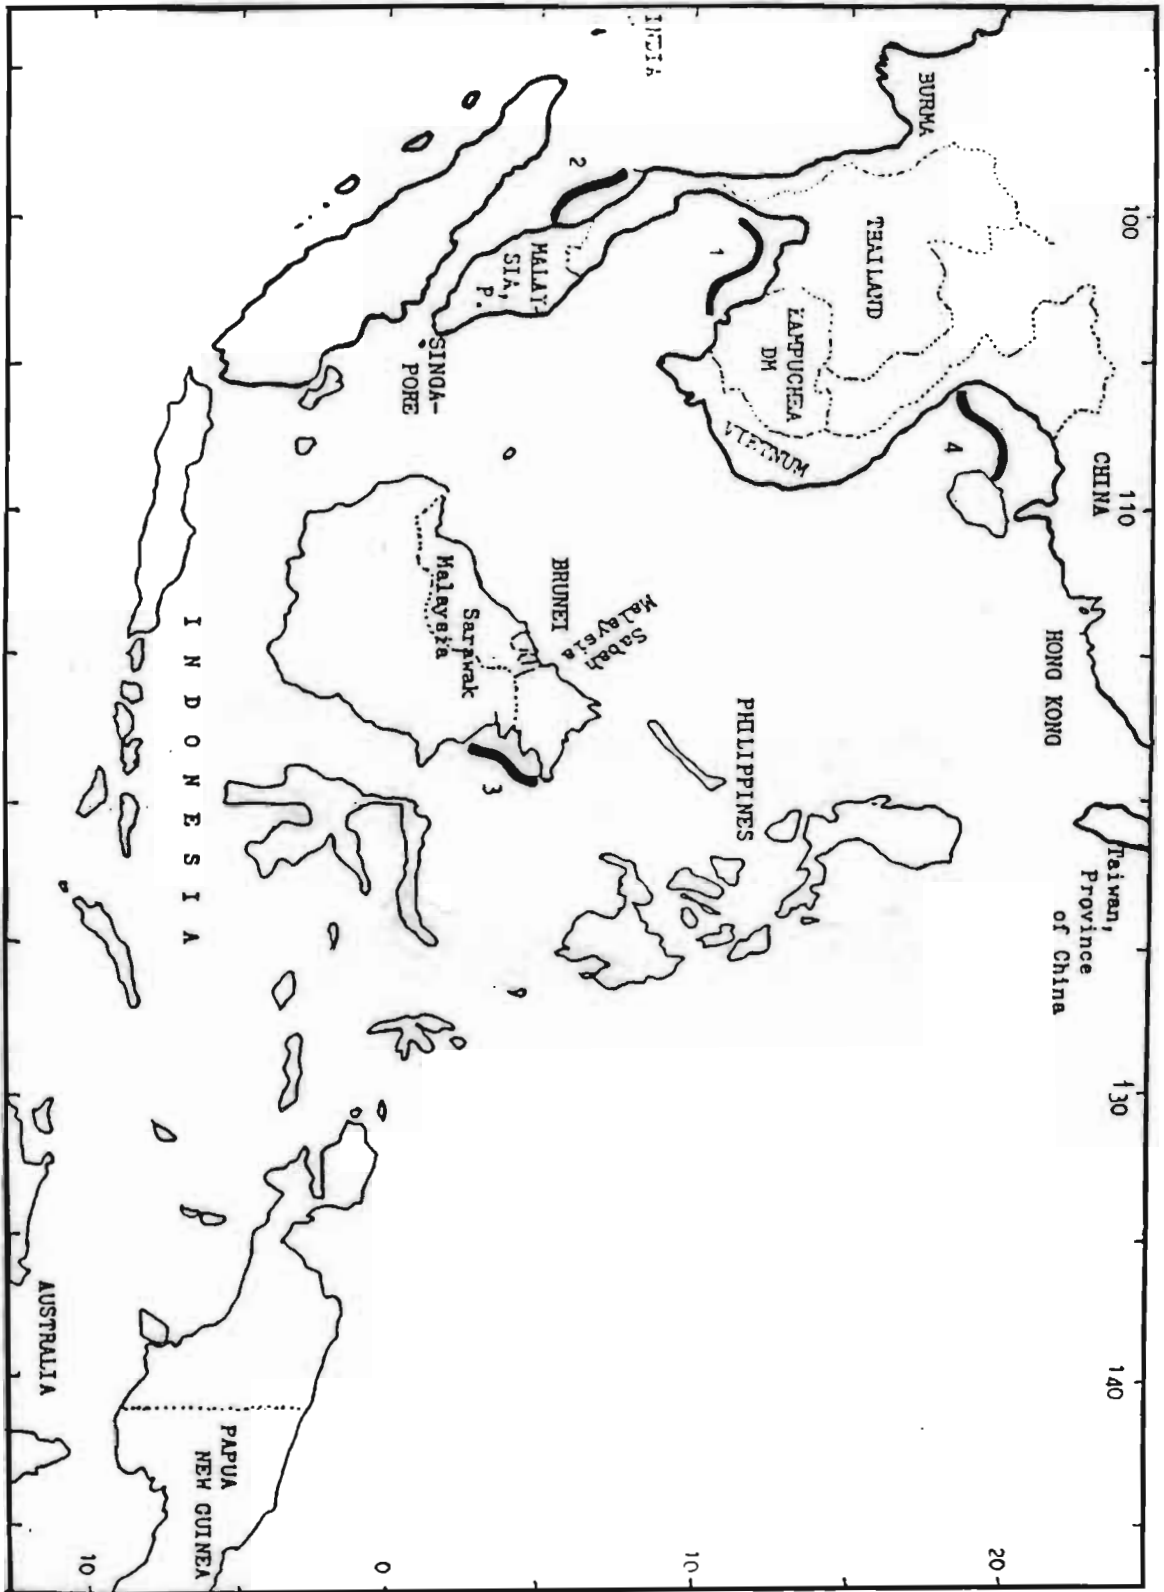 100
110
130
140
20
10
0
10
CHINA
HONG KONG
Taiwan,
Province
of China
BURMA
INDIA
THAILAND
KAMPUCHEA
DM
VIETNUM
PHILIPPINES
1
2
3
4
MALAY-
SIA,
P.
SINGA-
PORE
BRUNEI
Sabah
Malaysia
Sarawak
Malaysia
INDONESIA
PAPUA
NEW GUINEA
AUSTRALIA